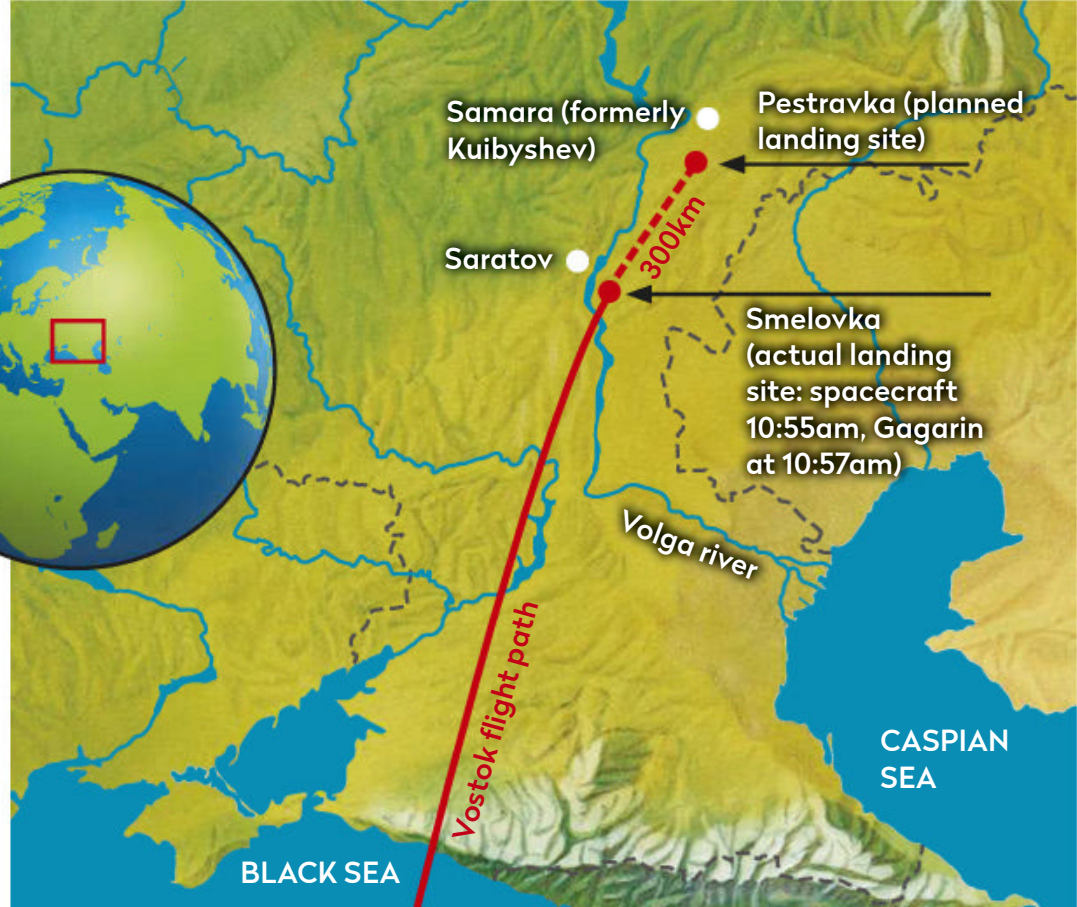 Samara (formerly
Kuibyshev)
Pestravka (planned
landing site)
300km
Saratov
Smelovka
(actual landing
site: spacecraft
10:55am, Gagarin
at 10:57am)
Volga river
Vostok flight path
CASPIAN
SEA
BLACK SEA